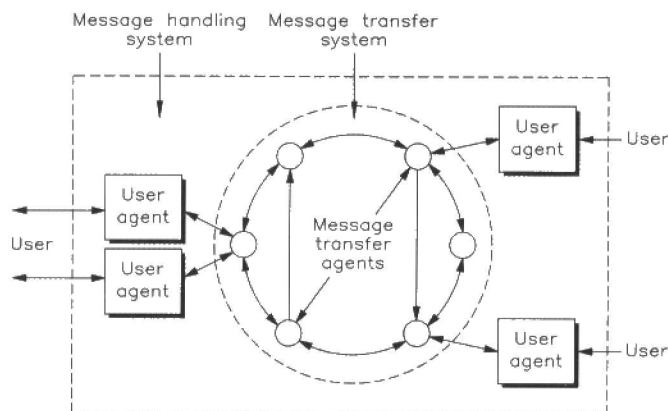 Message handling
system
Message transfer
system
User
agent
User
User
agent
User
User
agent
Message
transfer
agents
User
agent
User